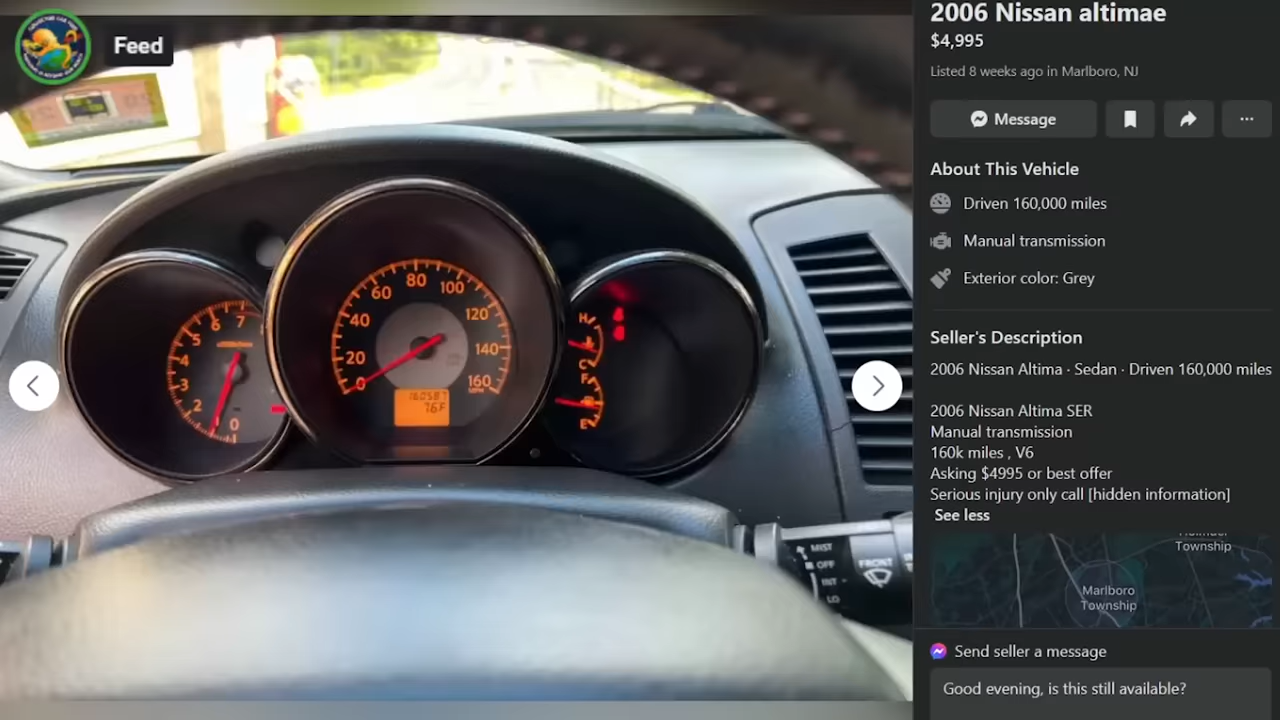 Feed
2006 Nissan altimae
$4,995
Listed 8 weeks ago in Marlboro, NJ
Message
About This Vehicle
Driven 160,000 miles
Manual transmission
Exterior color: Grey
Seller's Description
2006 Nissan Altima · Sedan · Driven 160,000 miles
2006 Nissan Altima SER
Manual transmission
160k miles , V6
Asking $4995 or best offer
Serious injury only call [hidden information]
See less
Township
Marlboro
Township
Send seller a message
Good evening, is this still available?
0 2 3 4 5 6 7
0 20 40 60 80 100 120 140 160
160587
76F
H
C
F
E
MIST
OFF
INT
LO
FRONT